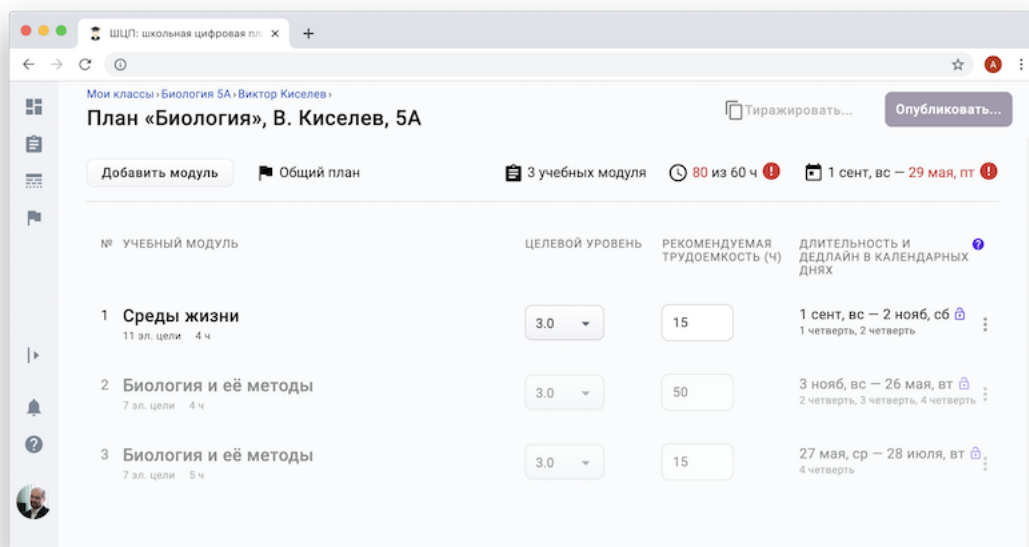 ШЦП: школьная цифровая пл
Мои классы › Биология 5А › Виктор Киселев ›
План «Биология», В. Киселев, 5А
Тиражировать...
Опубликовать...
Добавить модуль
Общий план
3 учебных модуля
80 из 60 ч
1 сент, вс — 29 мая, пт
№ УЧЕБНЫЙ МОДУЛЬ
ЦЕЛЕВОЙ УРОВЕНЬ
РЕКОМЕНДУЕМАЯ
ТРУДОЕМКОСТЬ (Ч)
ДЛИТЕЛЬНОСТЬ И
ДЕДЛАЙН В КАЛЕНДАРНЫХ
ДНЯХ
1 Среды жизни
11 эл. цели 4 ч
3.0
15
1 сент, вс — 2 нояб, сб
1 четверть, 2 четверть
2 Биология и её методы
7 эл. цели 4 ч
3.0
50
3 нояб, вс — 26 мая, вт
2 четверть, 3 четверть, 4 четверть
3 Биология и её методы
7 эл. цели 5 ч
3.0
15
27 мая, ср — 28 июля, вт
4 четверть